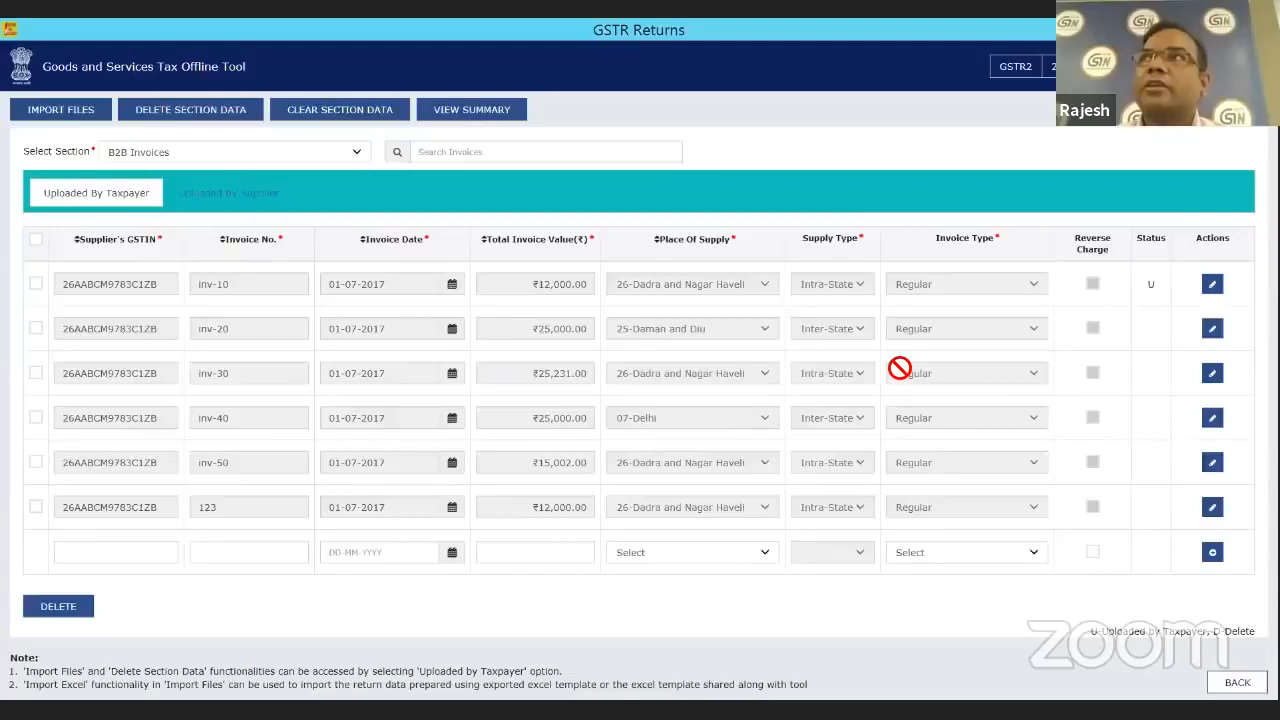 GSTR Returns
Goods and Services Tax Offline Tool
GSTR2 2
GSTN
Rajesh
IMPORT FILES DELETE SECTION DATA CLEAR SECTION DATA VIEW SUMMARY
Select Section* B2B Invoices Search Invoices
Uploaded By Taxpayer Uploaded By Supplier
Supplier's GSTIN* Invoice No.* Invoice Date* Total Invoice Value(₹)* Place Of Supply* Supply Type* Invoice Type* Reverse Charge Status Actions
26AABCM9783C1ZB inv-10 01-07-2017 ₹12,000.00 26-Dadra and Nagar Haveli Intra-State Regular U
26AABCM9783C1ZB inv-20 01-07-2017 ₹25,000.00 25-Daman and Diu Inter-State Regular
26AABCM9783C1ZB inv-30 01-07-2017 ₹25,231.00 26-Dadra and Nagar Haveli Intra-State
26AABCM9783C1ZB inv-40 01-07-2017 ₹25,000.00 07-Delhi Inter-State Regular
26AABCM9783C1ZB inv-50 01-07-2017 ₹15,002.00 26-Dadra and Nagar Haveli Intra-State Regular
26AABCM9783C1ZB 123 01-07-2017 ₹12,000.00 26-Dadra and Nagar Haveli Intra-State Regular
DD-MM-YYYY Select Select
DELETE
U-Uploaded by Taxpayer, D-Delete
zoom
Note:
1. 'Import Files' and 'Delete Section Data' functionalities can be accessed by selecting 'Uploaded by Taxpayer' option.
2. 'Import Excel' functionality in 'Import Files' can be used to import the return data prepared using exported excel template or the excel template shared along with tool
BACK